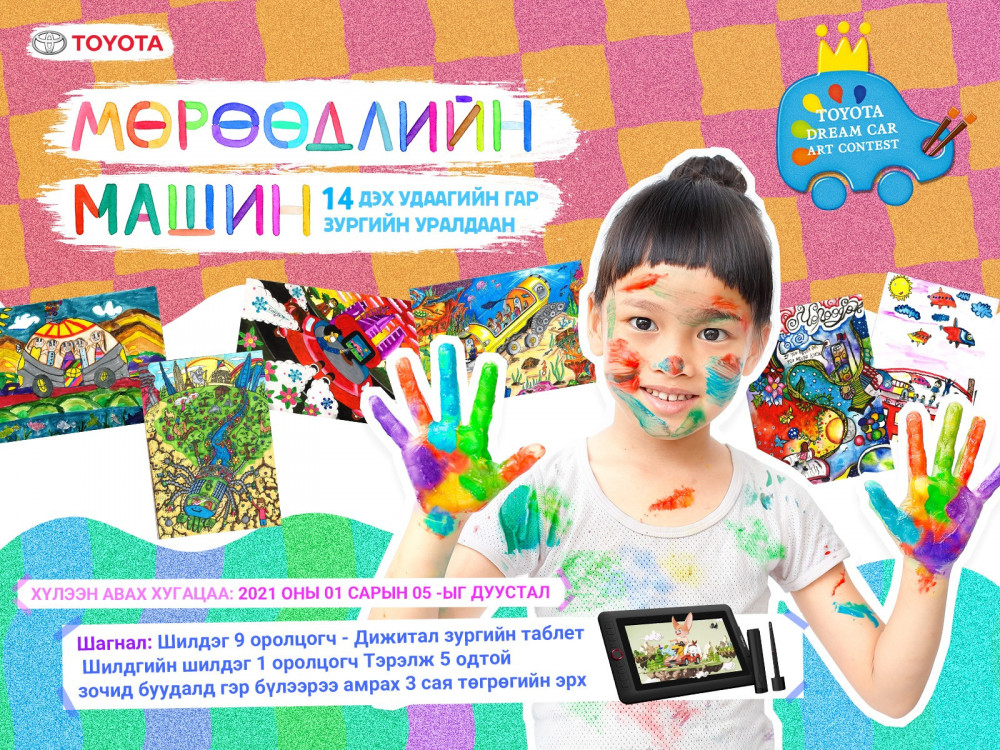 TOYOTA
МӨРӨӨДЛИЙН
МАШИН
14 ДЭХ УДААГИЙН ГАР
ЗУРГИЙН УРАЛДААН
TOYOTA
DREAM CAR
ART CONTEST
ХҮЛЭЭН АВАХ ХУГАЦАА: 2021 ОНЫ 01 САРЫН 05 -ЫГ ДУУСТАЛ
Шагнал: Шилдэг 9 оролцогч - Дижитал зургийн таблет
Шилдгийн шилдэг 1 оролцогч Тэрэлж 5 одтой
зочид буудалд гэр бүлээрээ амрах 3 сая төгрөгийн эрх